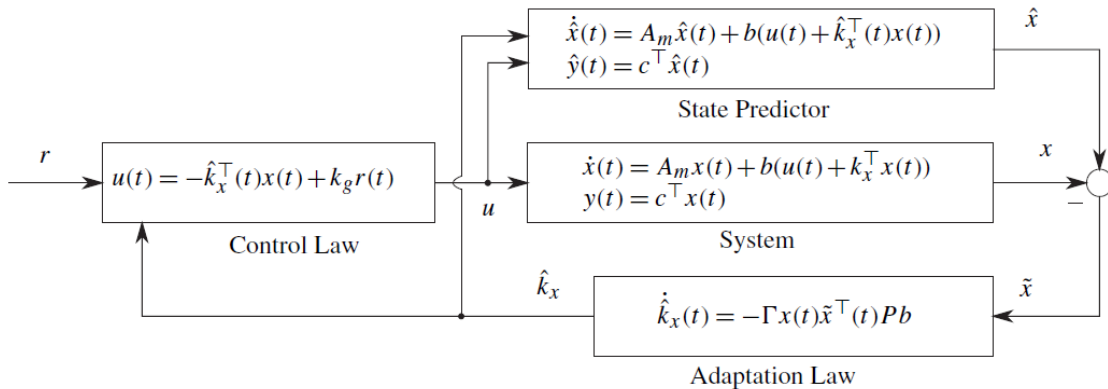 x̂
ẋ̂(t) = A_m x̂(t) + b(u(t) + k̂_x^⊤(t)x(t))
ŷ(t) = c^⊤ x̂(t)
State Predictor
r
u(t) = −k̂_x^⊤(t)x(t) + k_g r(t)
Control Law
u
ẋ(t) = A_m x(t) + b(u(t) + k_x^⊤ x(t))
y(t) = c^⊤ x(t)
System
x
−
k̂_x
k̂̇_x(t) = −Γx(t)x̃^⊤(t)Pb
x̃
Adaptation Law